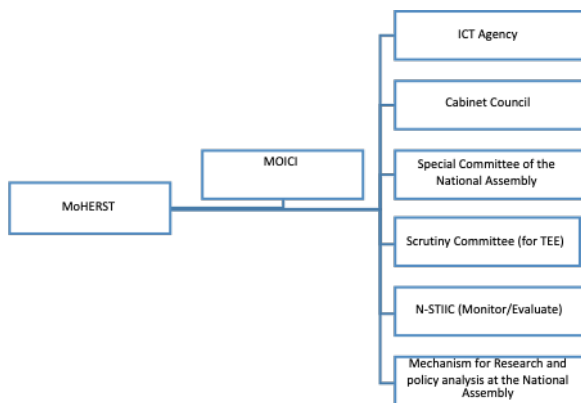 MoHERST
MOICI
ICT Agency
Cabinet Council
Special Committee of the
National Assembly
Scrutiny Committee (for TEE)
N-STIIC (Monitor/Evaluate)
Mechanism for Research and
policy analysis at the National
Assembly